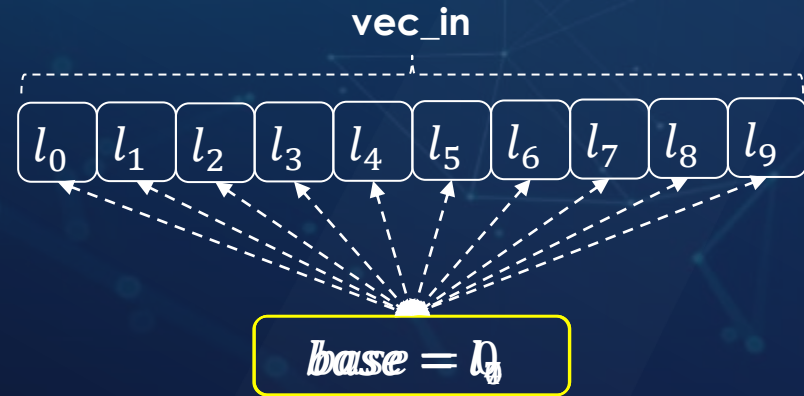 vec_in
l₀ l₁ l₂ l₃ l₄ l₅ l₆ l₇ l₈ l₉
base =